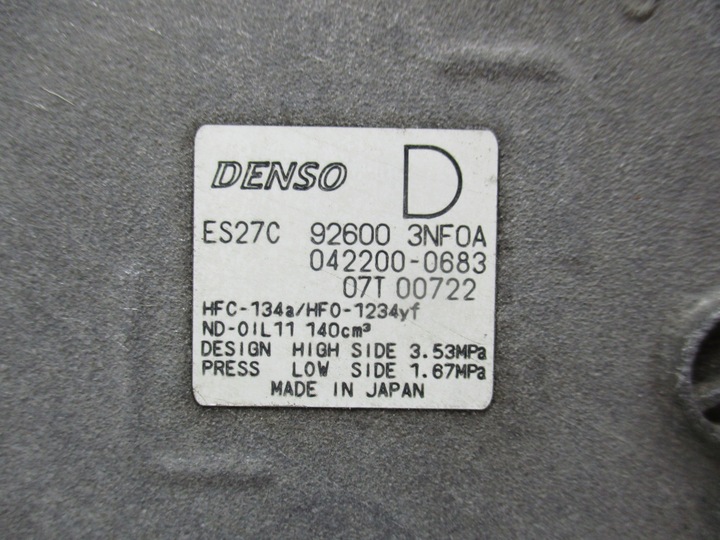 DENSO D
ES27C 92600 3NF0A
042200-0683
07T 00722
HFC-134a/HFO-1234yf
ND-OIL11 140cm³
DESIGN HIGH SIDE 3.53MPa
PRESS LOW SIDE 1.67MPa
MADE IN JAPAN